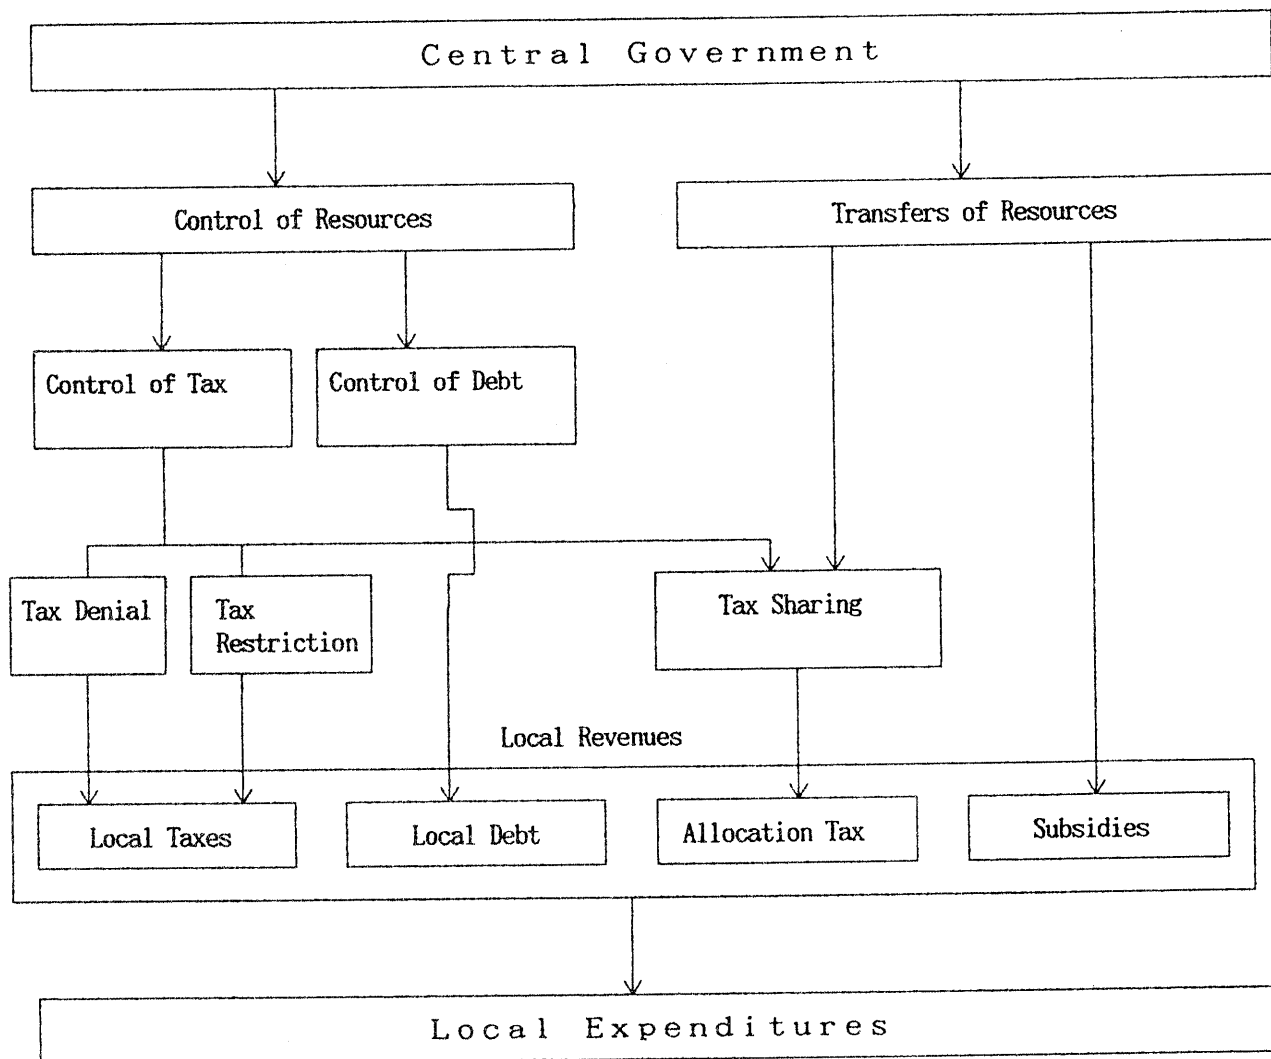 Central Government
Control of Resources
Transfers of Resources
Control of Tax
Control of Debt
Tax Denial
Tax
Restriction
Tax Sharing
Local Revenues
Local Taxes
Local Debt
Allocation Tax
Subsidies
Local Expenditures